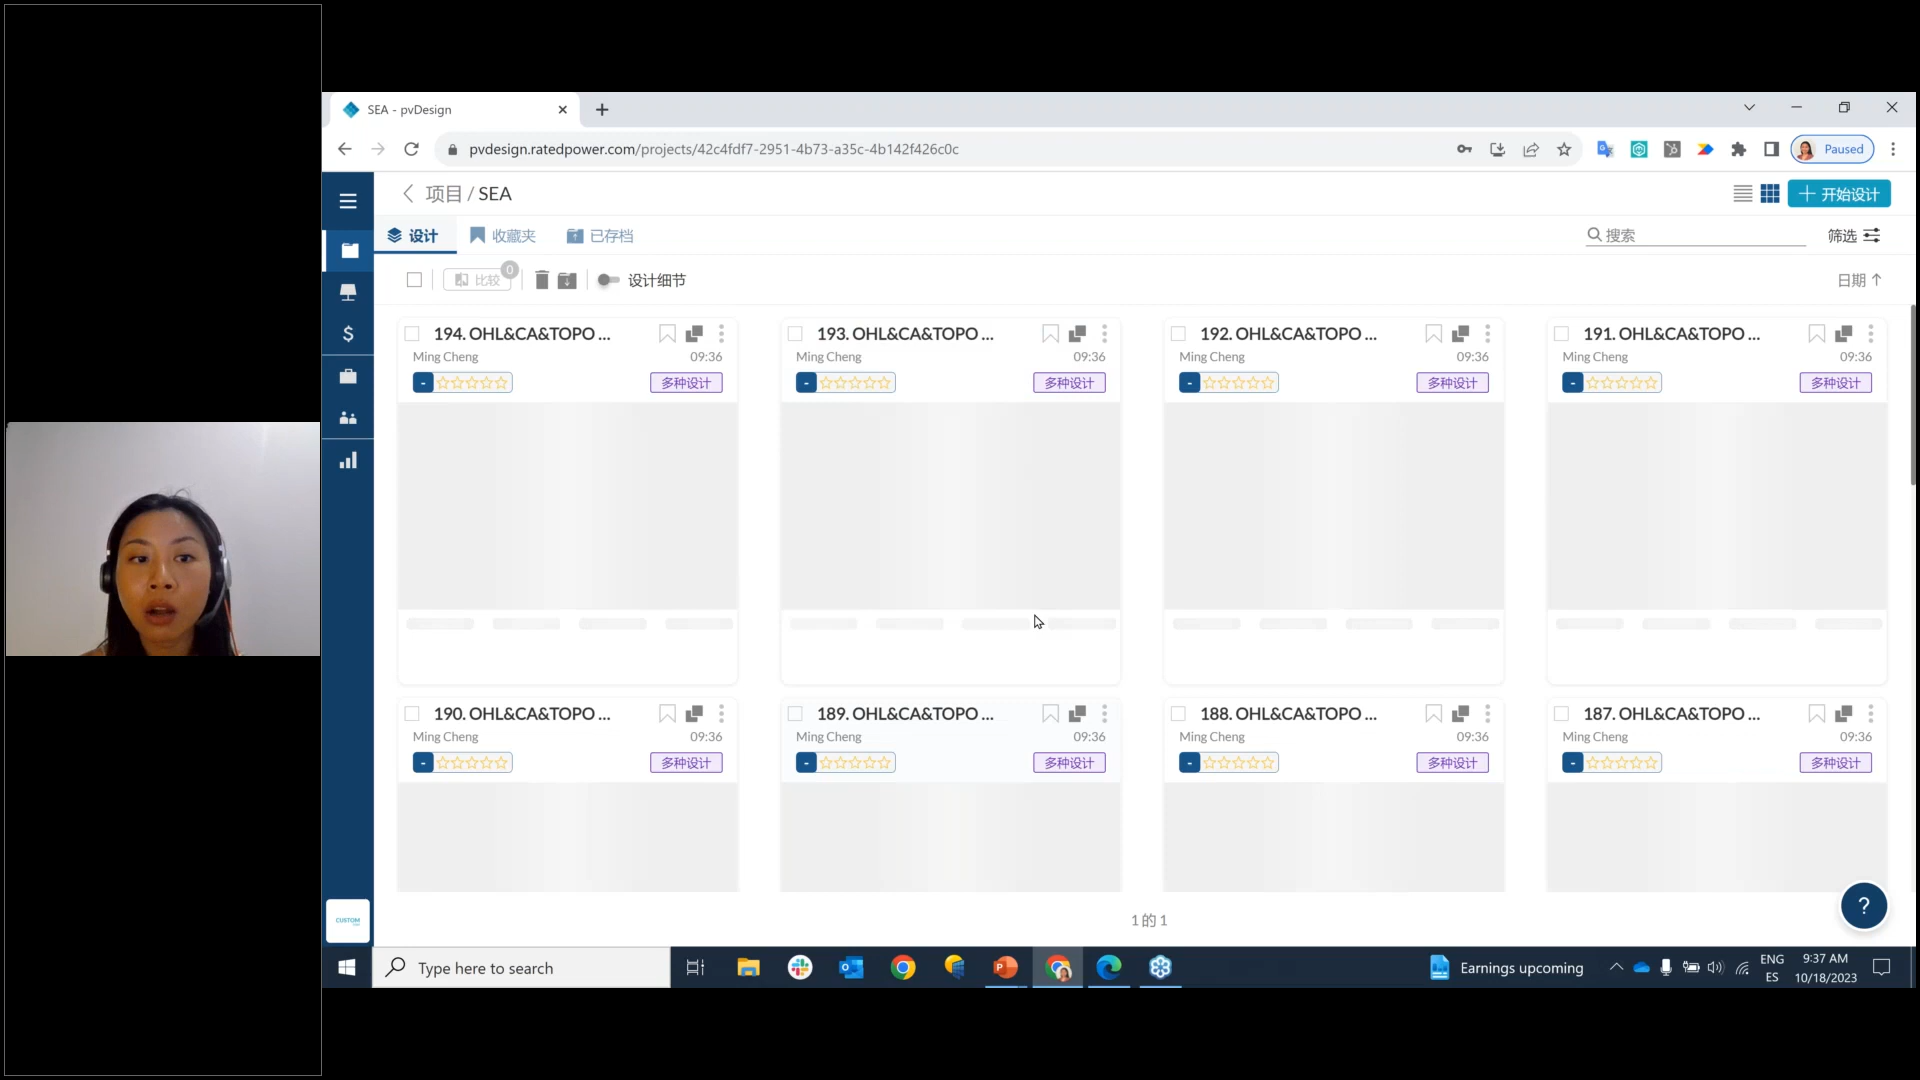 SEA - pvDesign
pvdesign.ratedpower.com/projects/42c4fdf7-2951-4b73-a35c-4b142f426c0c
Paused
项目 / SEA
开始设计
设计
收藏夹
已存档
搜索
筛选
比较
0
设计细节
日期
194. OHL&CA&TOPO ...
Ming Cheng
09:36
-
多种设计
193. OHL&CA&TOPO ...
Ming Cheng
09:36
-
多种设计
192. OHL&CA&TOPO ...
Ming Cheng
09:36
-
多种设计
191. OHL&CA&TOPO ...
Ming Cheng
09:36
-
多种设计
190. OHL&CA&TOPO ...
Ming Cheng
09:36
-
多种设计
189. OHL&CA&TOPO ...
Ming Cheng
09:36
-
多种设计
188. OHL&CA&TOPO ...
Ming Cheng
09:36
-
多种设计
187. OHL&CA&TOPO ...
Ming Cheng
09:36
-
多种设计
1 的 1
?
CUSTOM
Type here to search
Earnings upcoming
ENG
ES
9:37 AM
10/18/2023